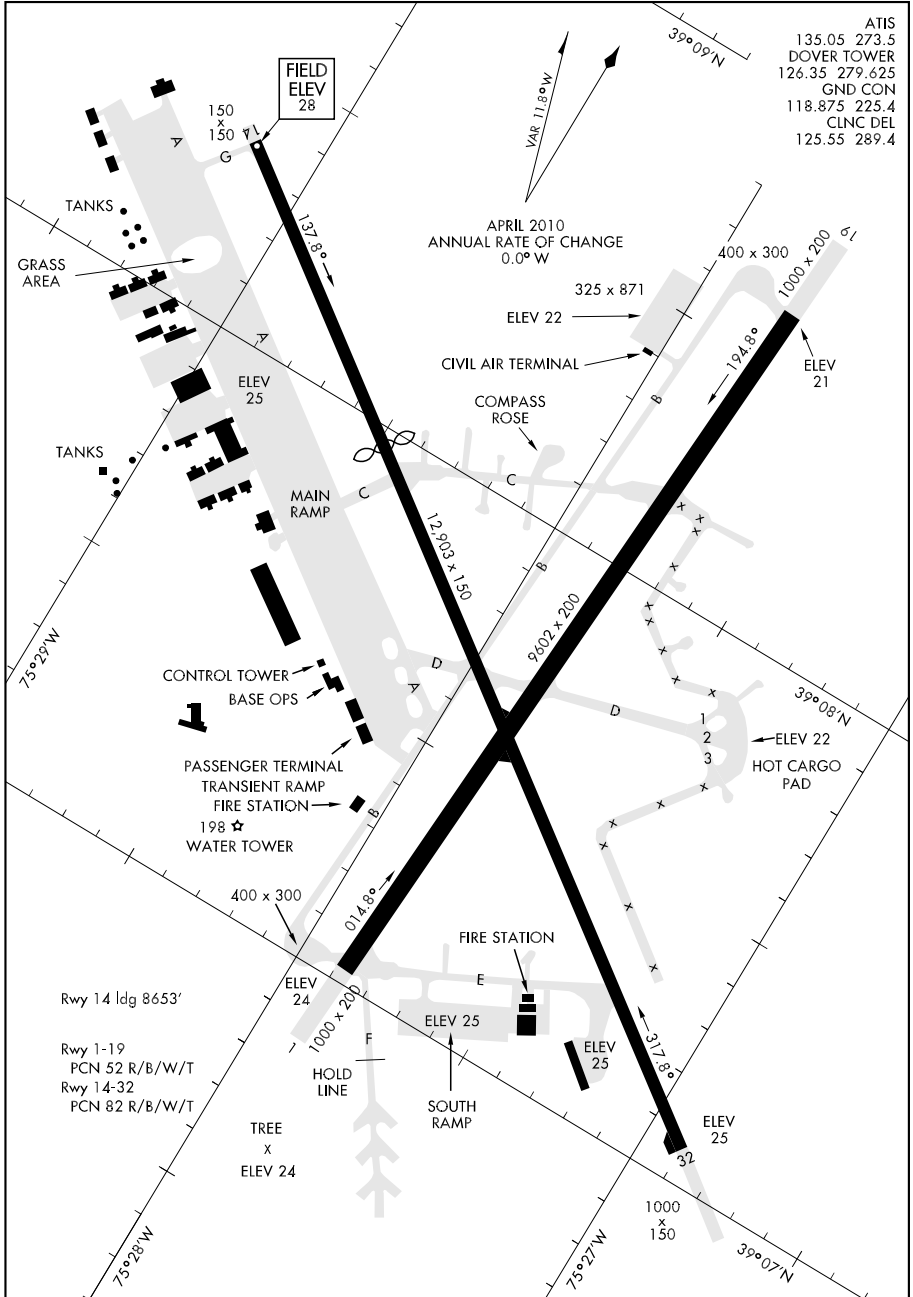 ATIS
135.05 273.5
DOVER TOWER
126.35 279.625
GND CON
118.875 225.4
CLNC DEL
125.55 289.4
39°09'N
FIELD
ELEV
28
150
x
150
14
A
G
VAR 11.8°W
TANKS
137.8°
APRIL 2010
ANNUAL RATE OF CHANGE
0.0° W
19
400 x 300
1000 x 200
GRASS
AREA
325 x 871
ELEV 22
A
CIVIL AIR TERMINAL
194.8°
ELEV
21
ELEV
25
B
COMPASS
ROSE
TANKS
C
C
MAIN
RAMP
12,903 x 150
B
9602 x 200
75°29'W
CONTROL TOWER
D
BASE OPS
A
39°08'N
D
1
2
3
ELEV 22
HOT CARGO
PAD
PASSENGER TERMINAL
TRANSIENT RAMP
FIRE STATION
B
198
WATER TOWER
400 x 300
014.8°
FIRE STATION
E
ELEV
24
Rwy 14 ldg 8653'
1000 x 200
1
ELEV 25
F
HOLD
LINE
SOUTH
RAMP
ELEV
25
317.8°
Rwy 1-19
PCN 52 R/B/W/T
Rwy 14-32
PCN 82 R/B/W/T
TREE
x
ELEV 24
ELEV
25
32
1000
x
150
75°28'W
75°27'W
39°07'N